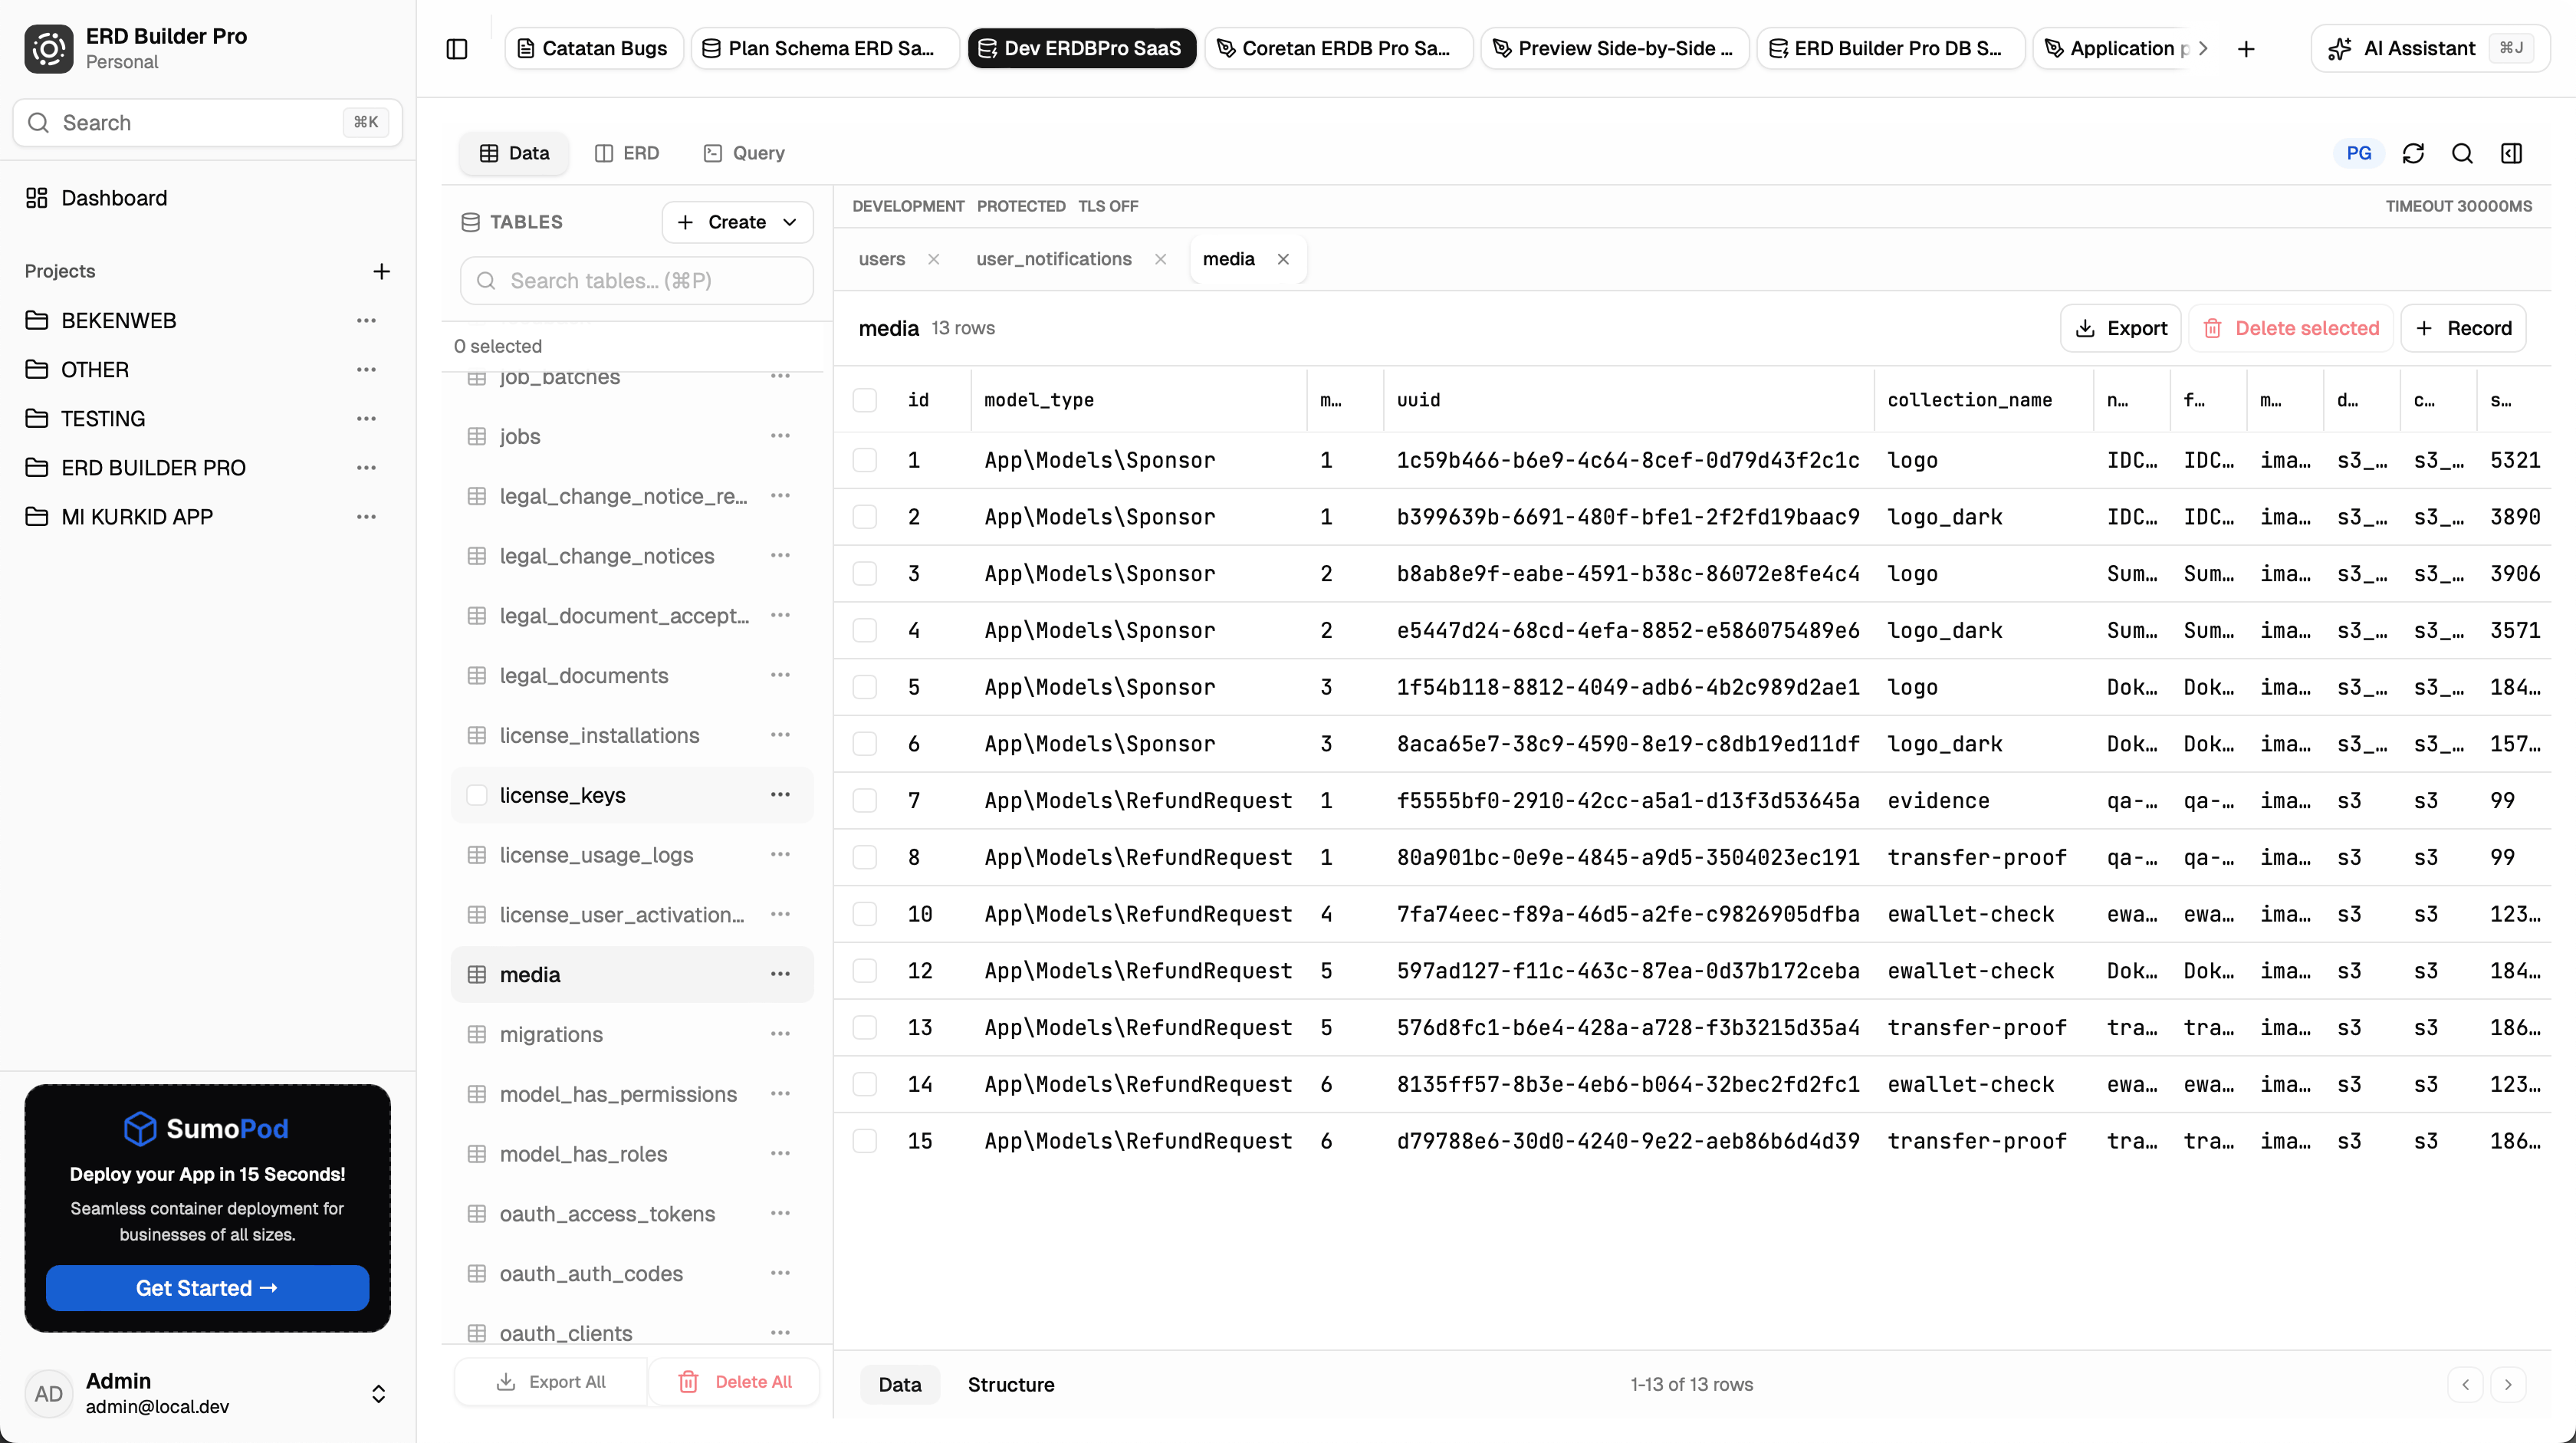 ERD Builder Pro
Personal
Search ⌘K
Dashboard
Projects
BEKENWEB
OTHER
TESTING
ERD BUILDER PRO
MI KURKID APP
SumoPod
Deploy your App in 15 Seconds!
Seamless container deployment for
businesses of all sizes.
Get Started →
AD
Admin
admin@local.dev
Catatan Bugs
Plan Schema ERD Sa...
Dev ERDBPro SaaS
Coretan ERDB Pro Sa...
Preview Side-by-Side ...
ERD Builder Pro DB S...
Application
AI Assistant ⌘J
Data ERD Query
PG
TABLES
Create
Search tables... (⌘P)
0 selected
job_batches
jobs
legal_change_notice_re...
legal_change_notices
legal_document_accept...
legal_documents
license_installations
license_keys
license_usage_logs
license_user_activation...
media
migrations
model_has_permissions
model_has_roles
oauth_access_tokens
oauth_auth_codes
oauth_clients
Export All Delete All
DEVELOPMENT PROTECTED TLS OFF TIMEOUT 30000MS
users user_notifications media
media 13 rows Export Delete selected Record
id model_type m… uuid collection_name n… f… m… d… c… s…
1 App\Models\Sponsor 1 1c59b466-b6e9-4c64-8cef-0d79d43f2c1c logo IDC… IDC… ima… s3_… s3_… 5321
2 App\Models\Sponsor 1 b399639b-6691-480f-bfe1-2f2fd19baac9 logo_dark IDC… IDC… ima… s3_… s3_… 3890
3 App\Models\Sponsor 2 b8ab8e9f-eabe-4591-b38c-86072e8fe4c4 logo Sum… Sum… ima… s3_… s3_… 3906
4 App\Models\Sponsor 2 e5447d24-68cd-4efa-8852-e586075489e6 logo_dark Sum… Sum… ima… s3_… s3_… 3571
5 App\Models\Sponsor 3 1f54b118-8812-4049-adb6-4b2c989d2ae1 logo Dok… Dok… ima… s3_… s3_… 184…
6 App\Models\Sponsor 3 8aca65e7-38c9-4590-8e19-c8db19ed11df logo_dark Dok… Dok… ima… s3_… s3_… 157…
7 App\Models\RefundRequest 1 f5555bf0-2910-42cc-a5a1-d13f3d53645a evidence qa-… qa-… ima… s3 s3 99
8 App\Models\RefundRequest 1 80a901bc-0e9e-4845-a9d5-3504023ec191 transfer-proof qa-… qa-… ima… s3 s3 99
10 App\Models\RefundRequest 4 7fa74eec-f89a-46d5-a2fe-c9826905dfba ewallet-check ewa… ewa… ima… s3 s3 123…
12 App\Models\RefundRequest 5 597ad127-f11c-463c-87ea-0d37b172ceba ewallet-check Dok… Dok… ima… s3 s3 184…
13 App\Models\RefundRequest 5 576d8fc1-b6e4-428a-a728-f3b3215d35a4 transfer-proof tra… tra… ima… s3 s3 186…
14 App\Models\RefundRequest 6 8135ff57-8b3e-4eb6-b064-32bec2fd2fc1 ewallet-check ewa… ewa… ima… s3 s3 123…
15 App\Models\RefundRequest 6 d79788e6-30d0-4240-9e22-aeb86b6d4d39 transfer-proof tra… tra… ima… s3 s3 186…
Data Structure 1-13 of 13 rows